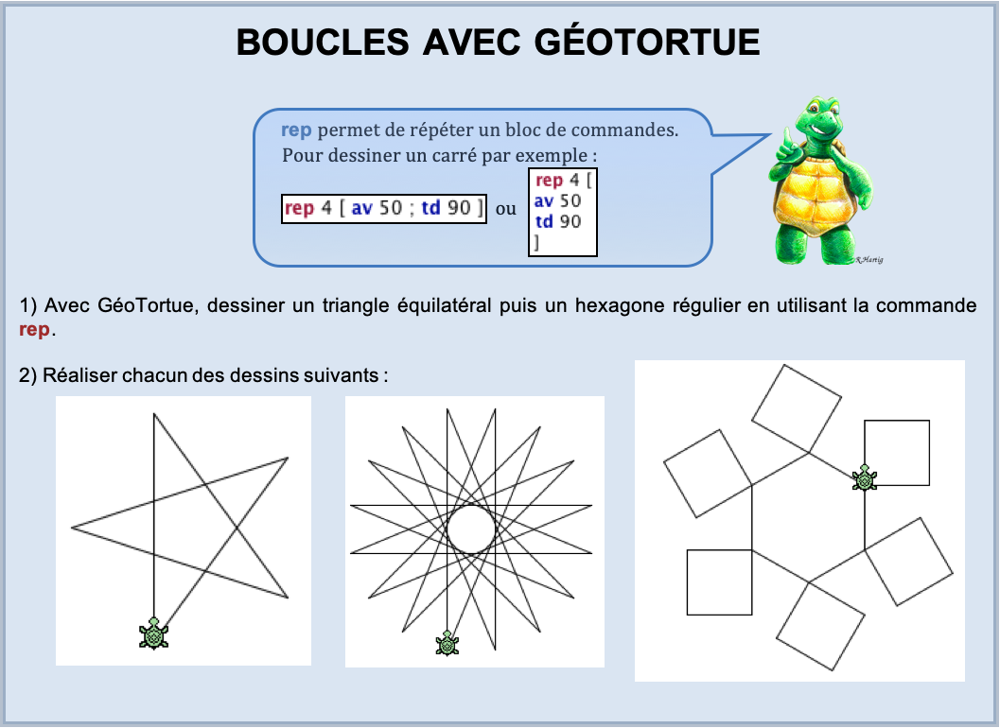 BOUCLES AVEC GÉOTORTUE
rep permet de répéter un bloc de commandes.
Pour dessiner un carré par exemple :
rep 4 [ av 50 ; td 90 ] ou
rep 4 [
av 50
td 90
]
R.Hartig
1) Avec GéoTortue, dessiner un triangle équilatéral puis un hexagone régulier en utilisant la commande
rep.
2) Réaliser chacun des dessins suivants :